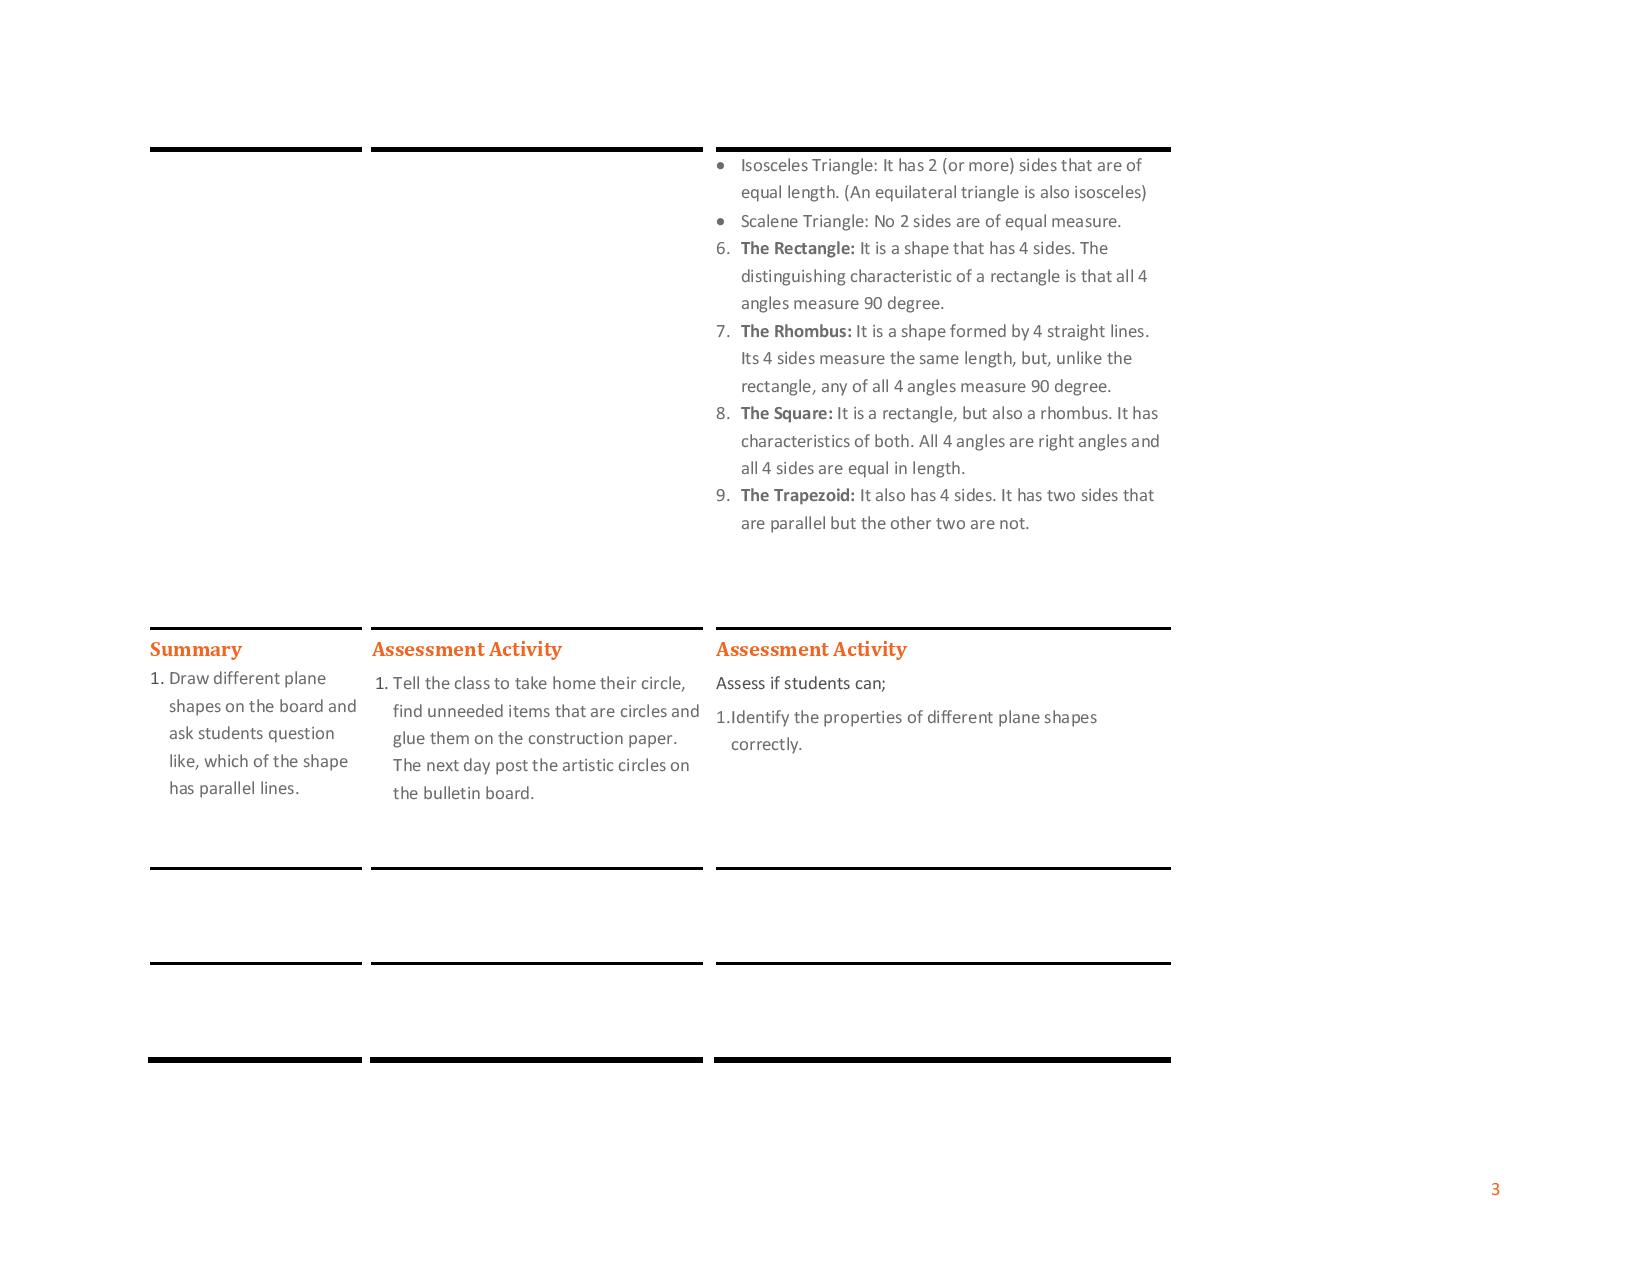 • Isosceles Triangle: It has 2 (or more) sides that are of
equal length. (An equilateral triangle is also isosceles)
• Scalene Triangle: No 2 sides are of equal measure.
6. The Rectangle: It is a shape that has 4 sides. The
distinguishing characteristic of a rectangle is that all 4
angles measure 90 degree.
7. The Rhombus: It is a shape formed by 4 straight lines.
Its 4 sides measure the same length, but, unlike the
rectangle, any of all 4 angles measure 90 degree.
8. The Square: It is a rectangle, but also a rhombus. It has
characteristics of both. All 4 angles are right angles and
all 4 sides are equal in length.
9. The Trapezoid: It also has 4 sides. It has two sides that
are parallel but the other two are not.
Summary
1. Draw different plane
shapes on the board and
ask students question
like, which of the shape
has parallel lines.
Assessment Activity
1. Tell the class to take home their circle,
find unneeded items that are circles and
glue them on the construction paper.
The next day post the artistic circles on
the bulletin board.
Assessment Activity
Assess if students can;
1.Identify the properties of different plane shapes
correctly.
3